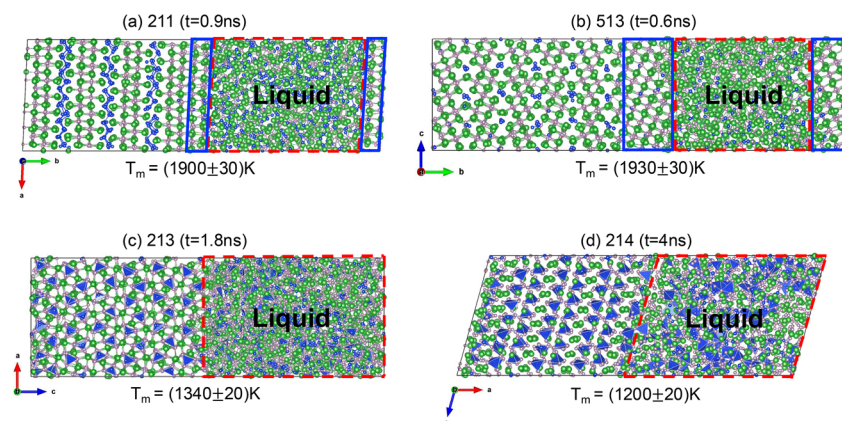 (a) 211 (t=0.9ns)
(b) 513 (t=0.6ns)
Liquid
Liquid
b
a
c
b
Tm = (1900±30)K
Tm = (1930±30)K
(c) 213 (t=1.8ns)
(d) 214 (t=4ns)
Liquid
Liquid
a
c
a
Tm = (1340±20)K
Tm = (1200±20)K